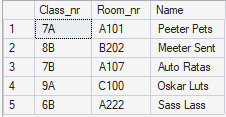 Class_nr Room_nr Name
1 7A A101 Peeter Pets
2 8B B202 Meeter Sent
3 7B A107 Auto Ratas
4 9A C100 Oskar Luts
5 6B A222 Sass Lass